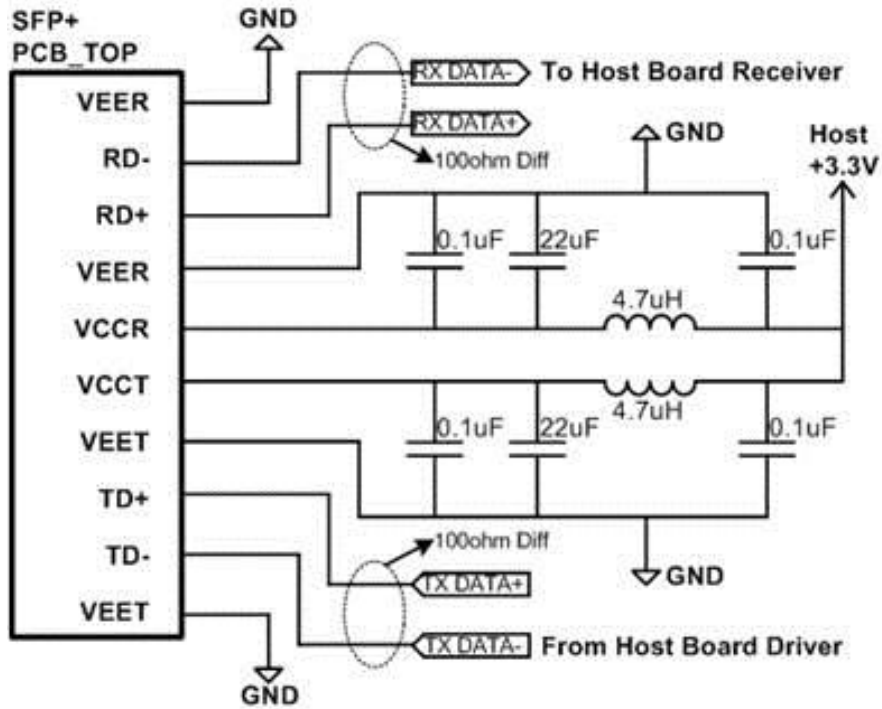 SFP+
PCB_TOP
GND
VEER
RD-
RD+
VEER
VCCR
VCCT
VEET
TD+
TD-
VEET
GND
RX DATA-
To Host Board Receiver
RX DATA+
100ohm Diff
GND
Host
+3.3V
0.1uF
22uF
0.1uF
4.7uH
4.7uH
0.1uF
22uF
0.1uF
100ohm Diff
GND
TX DATA+
TX DATA-
From Host Board Driver